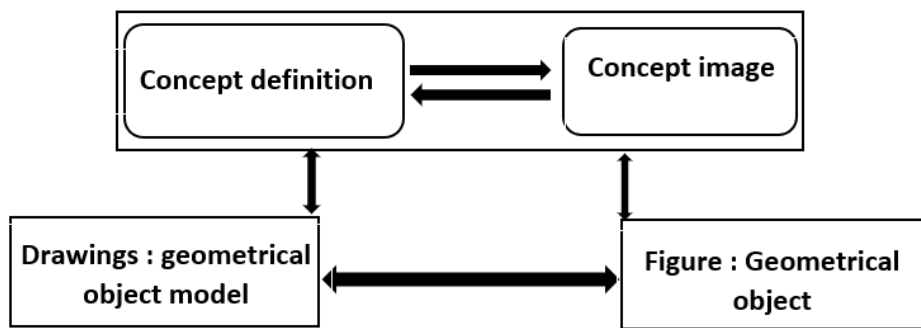 Concept definition
Concept image
Drawings : geometrical
object model
Figure : Geometrical
object